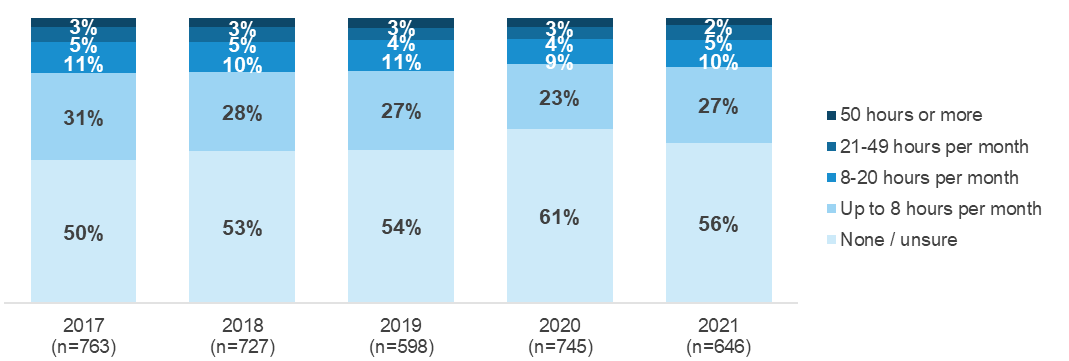 3% 3% 3% 3% 2%
5% 5% 4% 4% 5%
11% 10% 11% 9% 10%
31% 28% 27% 23% 27%
50% 53% 54% 61% 56%
50 hours or more
21-49 hours per month
8-20 hours per month
Up to 8 hours per month
None / unsure
2017 2018 2019 2020 2021
(n=763) (n=727) (n=598) (n=745) (n=646)